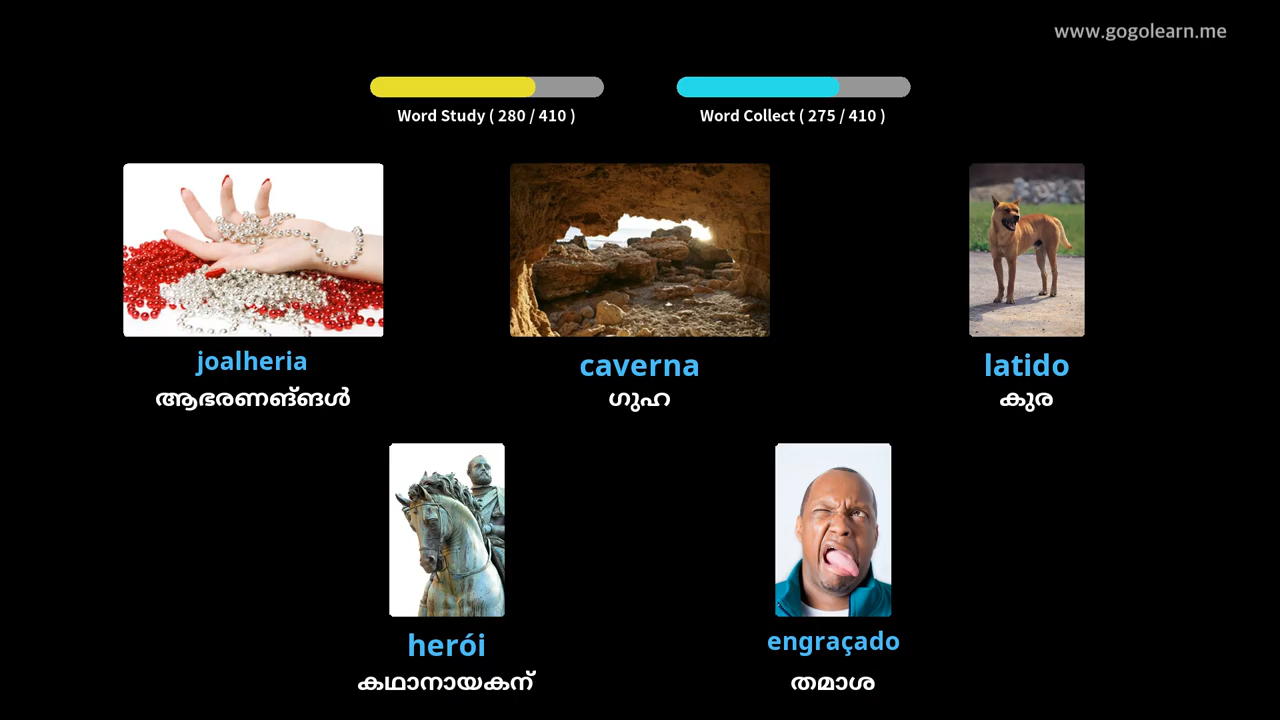 www.gogolearn.me
Word Study ( 280 / 410 )
Word Collect ( 275 / 410 )
joalheria
ആഭരണങ്ങൾ
caverna
ഗുഹ
latido
കുര
herói
കഥാനായകന്
engraçado
തമാശ